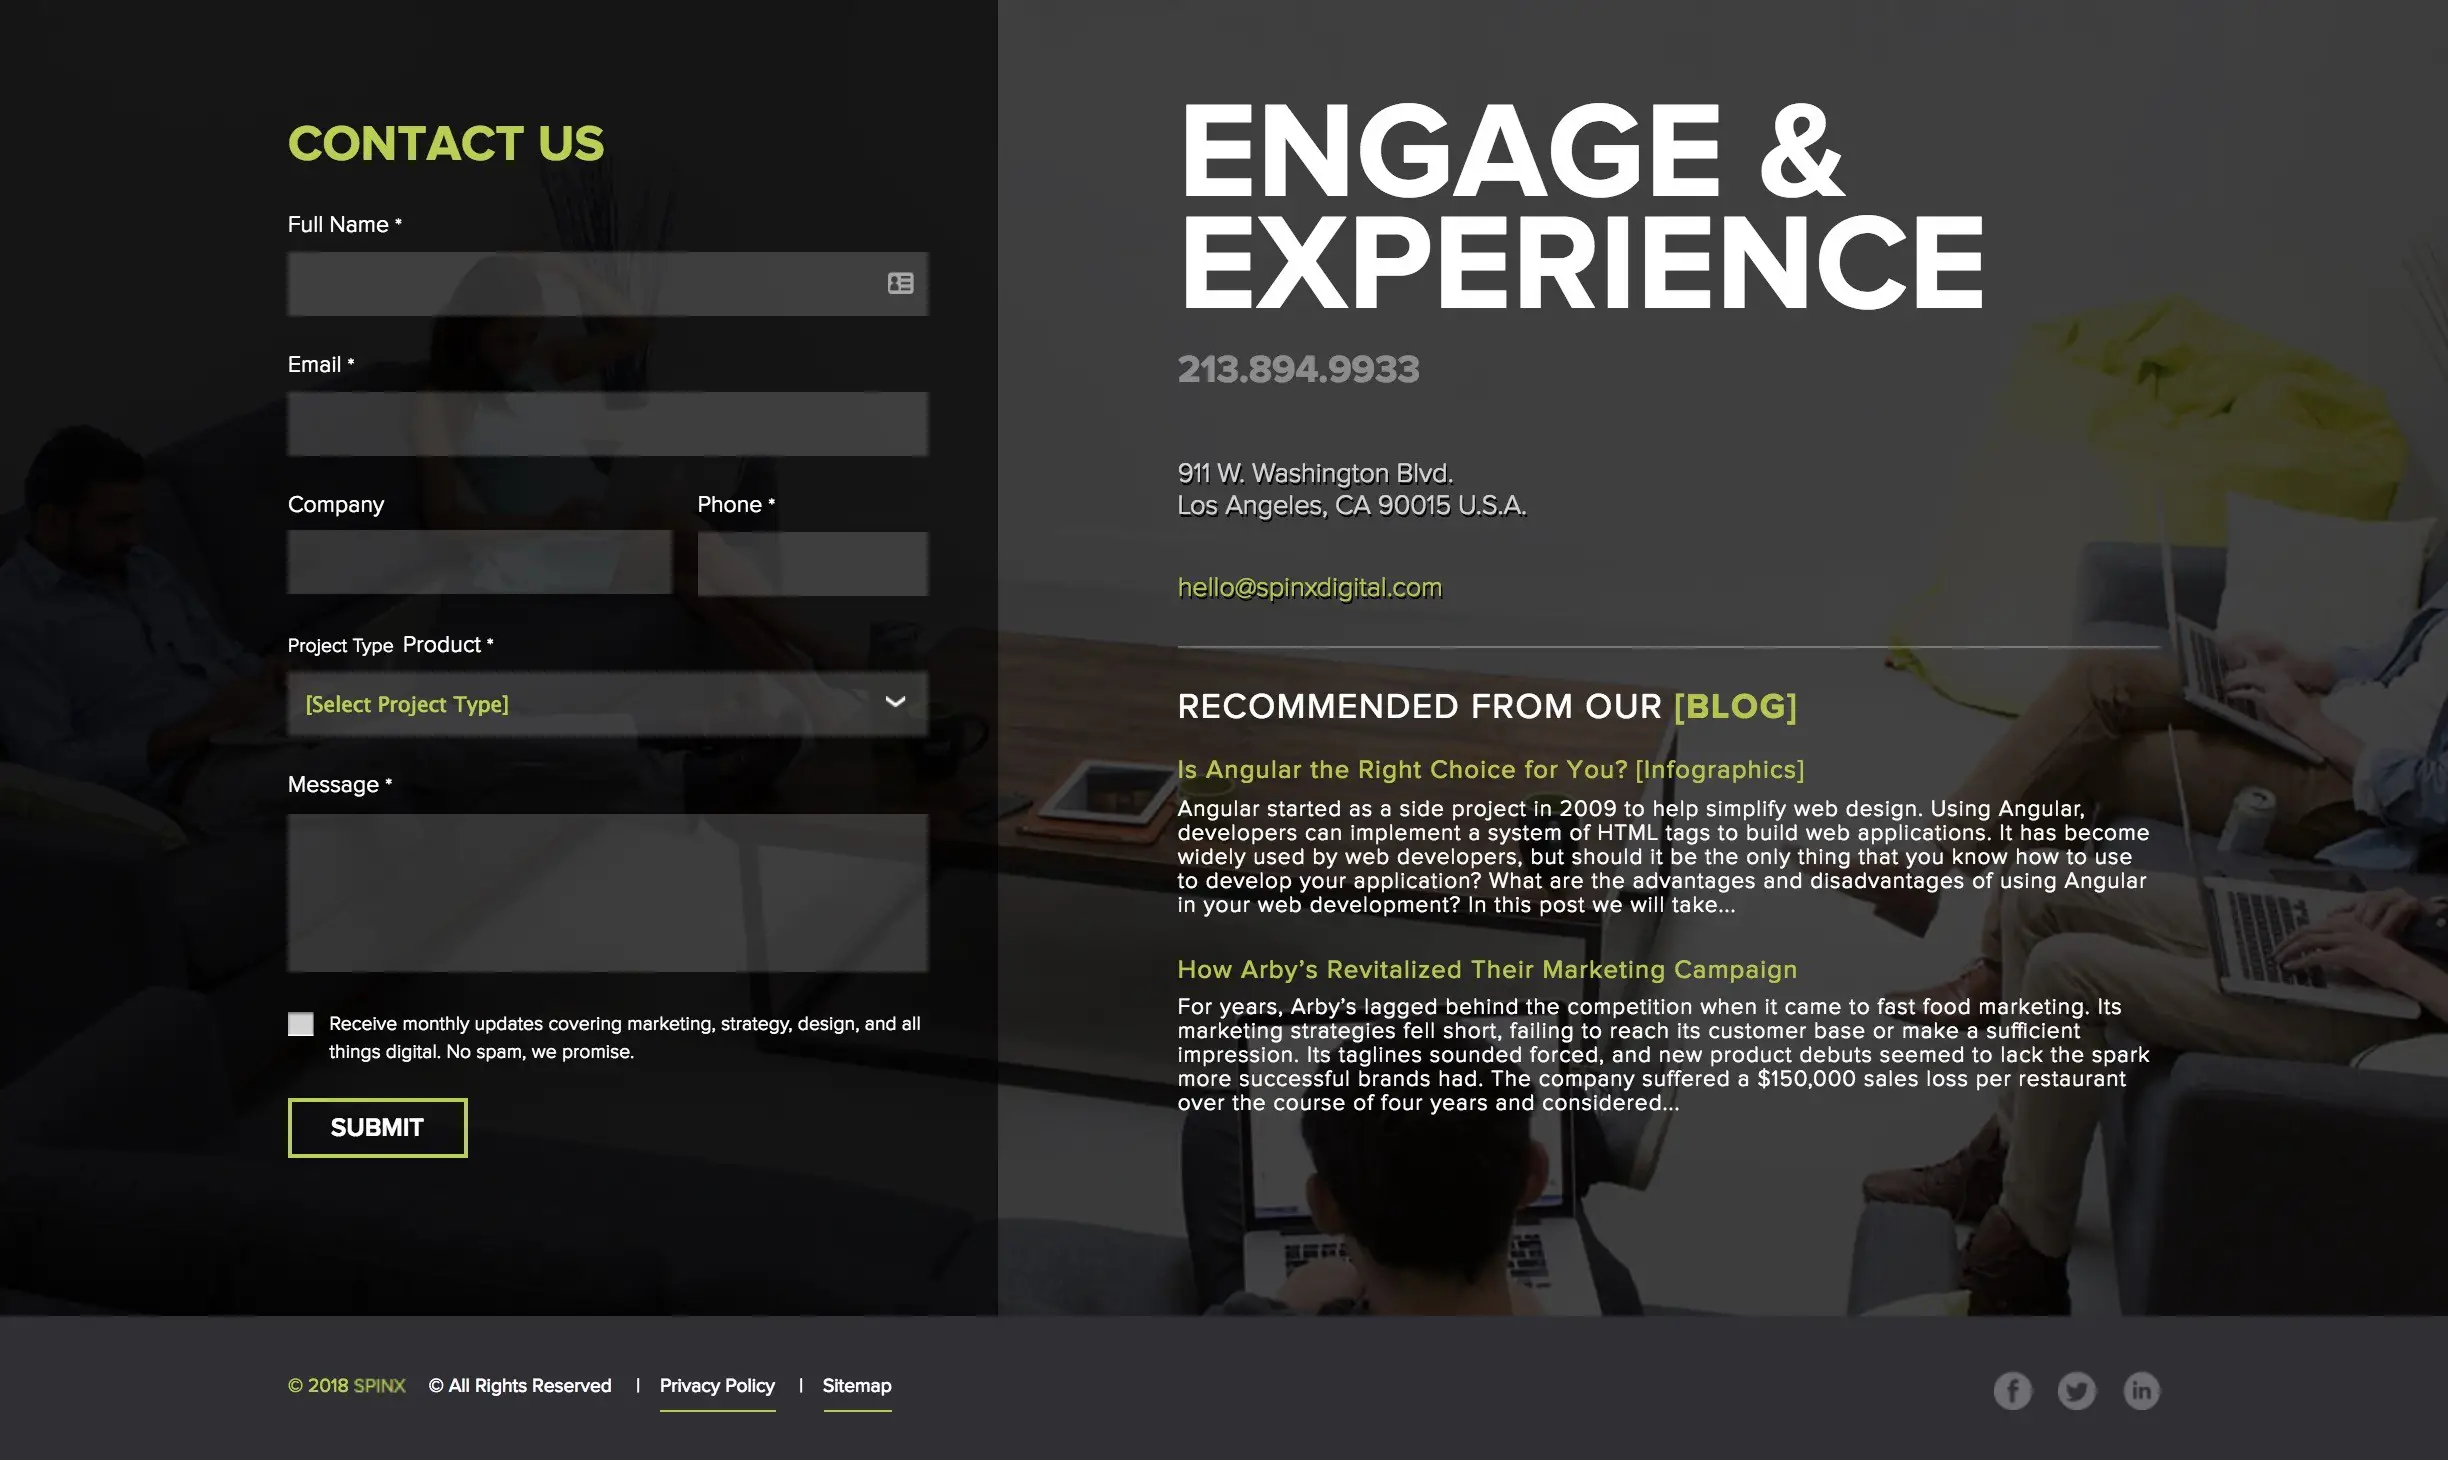 CONTACT US
Full Name *
Email *
Company
Phone *
Project Type Product *
[Select Project Type]
Message *
Receive monthly updates covering marketing, strategy, design, and all
things digital. No spam, we promise.
SUBMIT
ENGAGE &
EXPERIENCE
213.894.9933
911 W. Washington Blvd.
Los Angeles, CA 90015 U.S.A.
hello@spinxdigital.com
RECOMMENDED FROM OUR [BLOG]
Is Angular the Right Choice for You? [Infographics]
Angular started as a side project in 2009 to help simplify web design. Using Angular,
developers can implement a system of HTML tags to build web applications. It has become
widely used by web developers, but should it be the only thing that you know how to use
to develop your application? What are the advantages and disadvantages of using Angular
in your web development? In this post we will take...
How Arby’s Revitalized Their Marketing Campaign
For years, Arby’s lagged behind the competition when it came to fast food marketing. Its
marketing strategies fell short, failing to reach its customer base or make a sufficient
impression. Its taglines sounded forced, and new product debuts seemed to lack the spark
more successful brands had. The company suffered a $150,000 sales loss per restaurant
over the course of four years and considered...
© 2018 SPINX © All Rights Reserved | Privacy Policy | Sitemap
f in